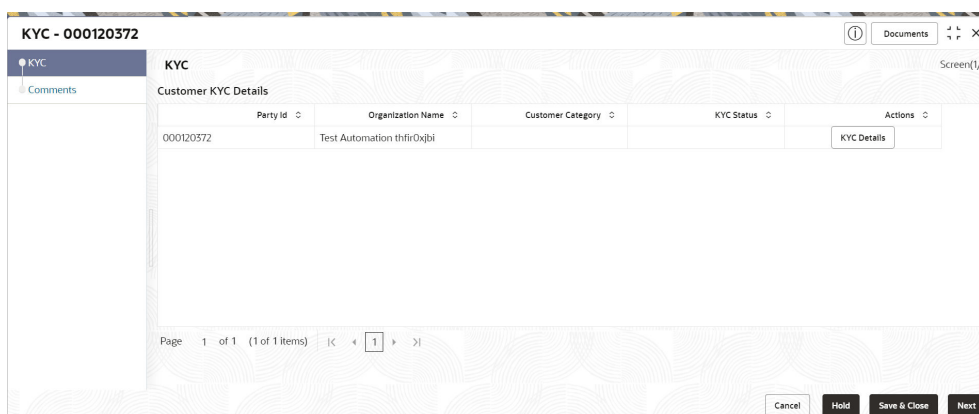 KYC - 000120372
Documents
KYC
Comments
KYC
Screen(1/
Customer KYC Details
Party Id Organization Name Customer Category KYC Status Actions
000120372 Test Automation thfir0xjbi KYC Details
Page 1 of 1 (1 of 1 items) 1
Cancel Hold Save & Close Next